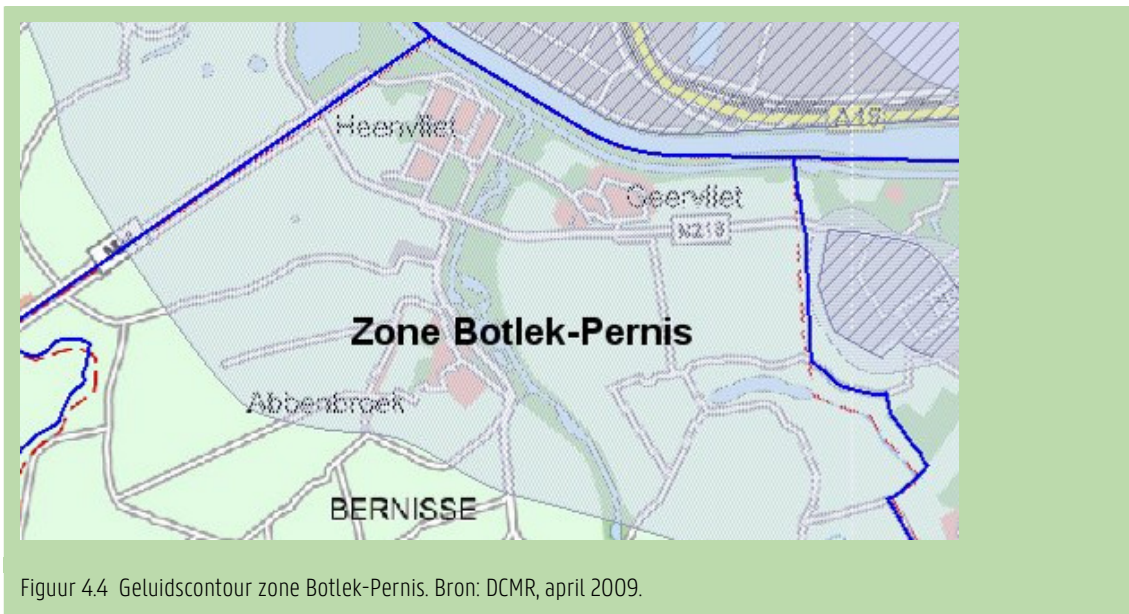 Heenvliet
A15
Geervliet
N218
Zone Botlek-Pernis
Abbenbroek
BERNISSE
Figuur 4.4 Geluidscontour zone Botlek-Pernis. Bron: DCMR, april 2009.